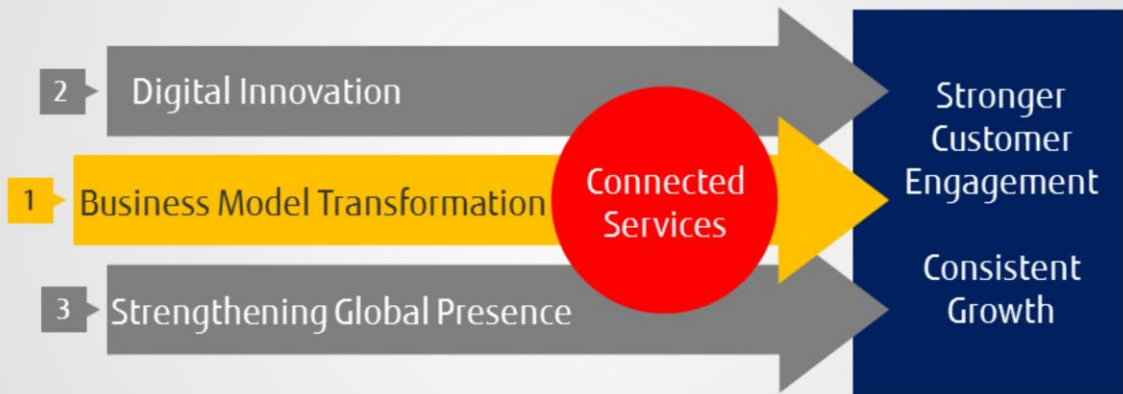 2
Digital Innovation
1
Business Model Transformation
3
Strengthening Global Presence
Connected
Services
Stronger
Customer
Engagement
Consistent
Growth